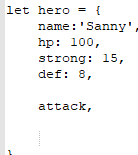 let hero = {
name:'Sanny',
hp: 100,
strong: 15,
def: 8,
attack,
}